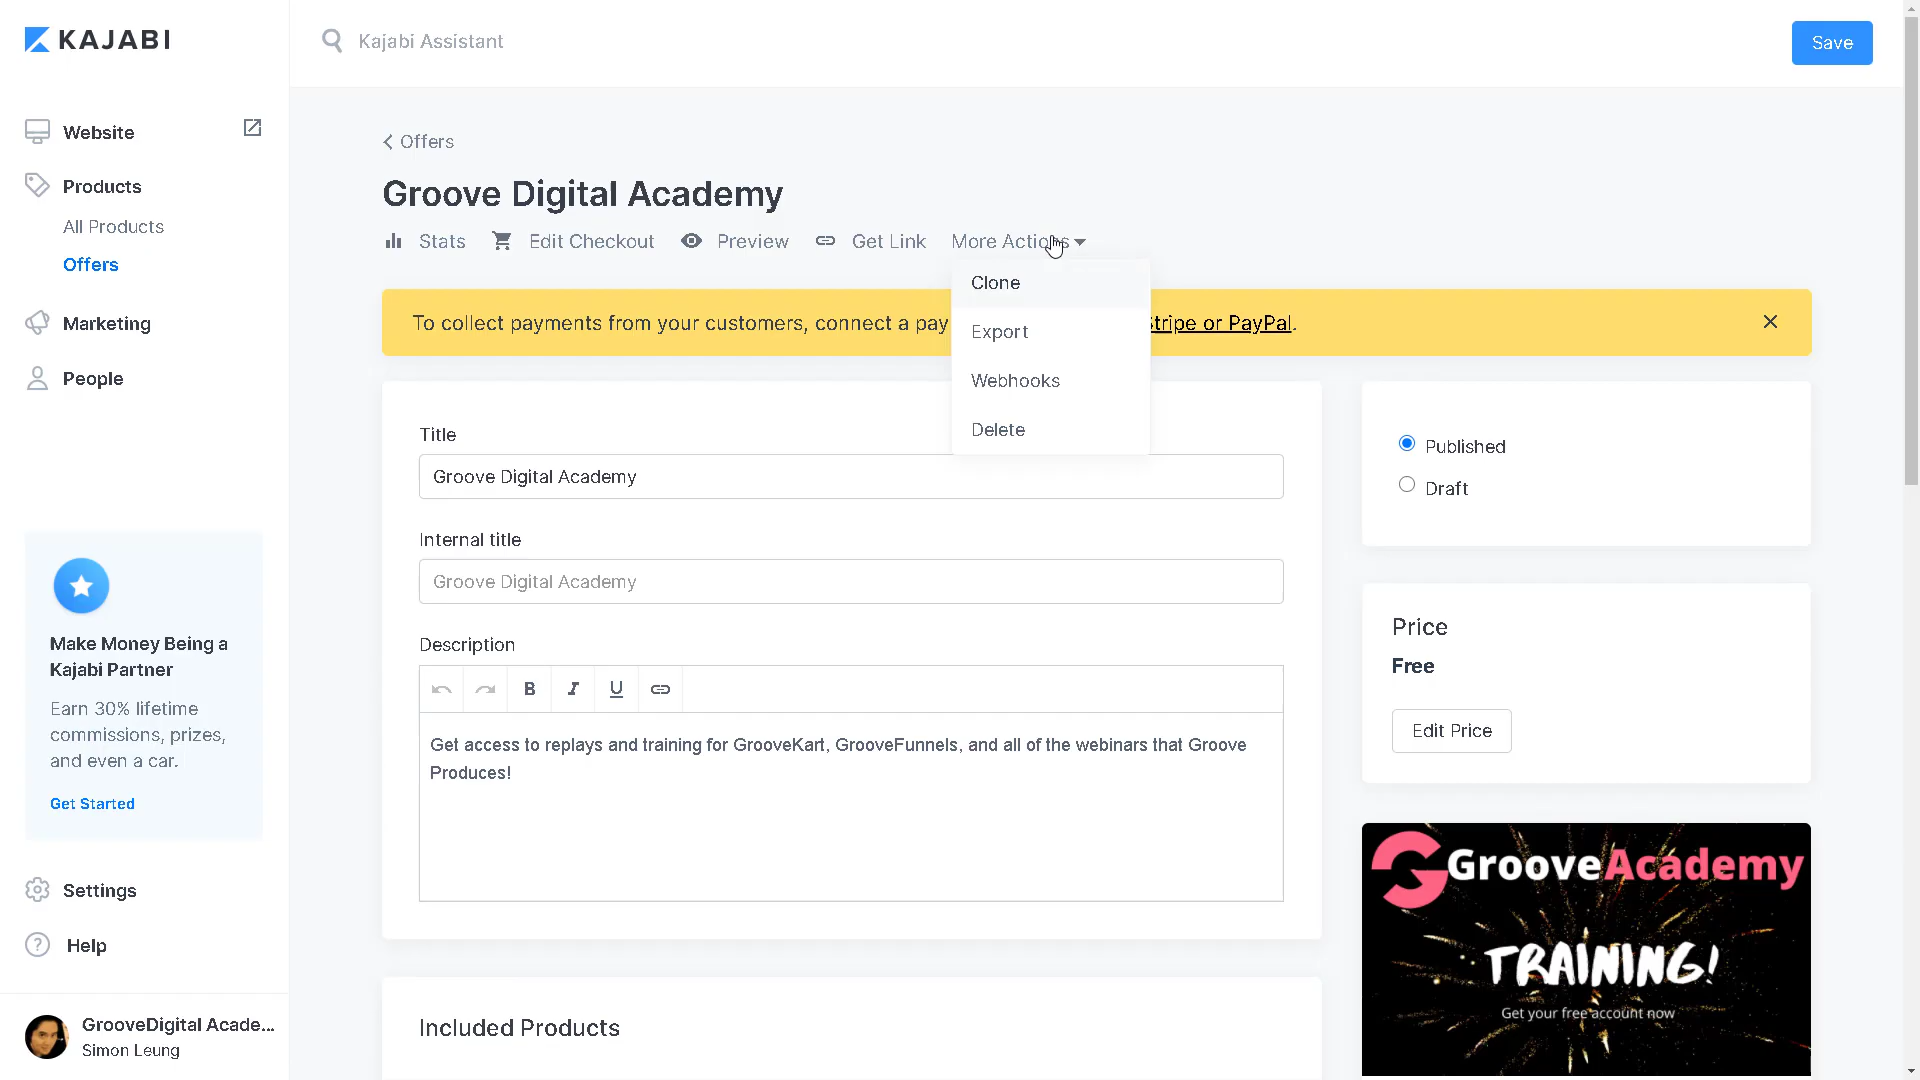 KAJABI
Kajabi Assistant
Save
Website
Products
All Products
Offers
Marketing
People
Make Money Being a
Kajabi Partner
Earn 30% lifetime
commissions, prizes,
and even a car.
Get Started
Settings
Help
GrooveDigital Acade...
Simon Leung
Offers
Groove Digital Academy
Stats Edit Checkout Preview Get Link More Actions
Clone
Export
Webhooks
Delete
To collect payments from your customers, connect a pay Stripe or PayPal.
Title
Groove Digital Academy
Internal title
Groove Digital Academy
Description
B I U
Get access to replays and training for GrooveKart, GrooveFunnels, and all of the webinars that Groove
Produces!
Included Products
Published
Draft
Price
Free
Edit Price
GrooveAcademy
TRAINING!
Get your free account now